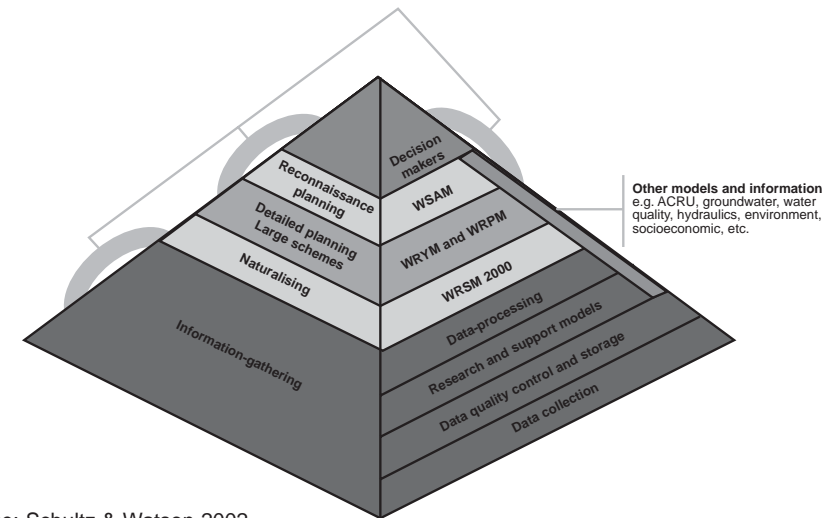 Decision
makers
Reconnaissance
planning
WSAM
Detailed planning
Large schemes
WRYM and WRPM
Naturalising
WRSM 2000
Information-gathering
Data-processing
Research and support models
Data quality control and storage
Data collection
Other models and information
e.g. ACRU, groundwater, water
quality, hydraulics, environment,
socioeconomic, etc.
Schultz & Watson 2002